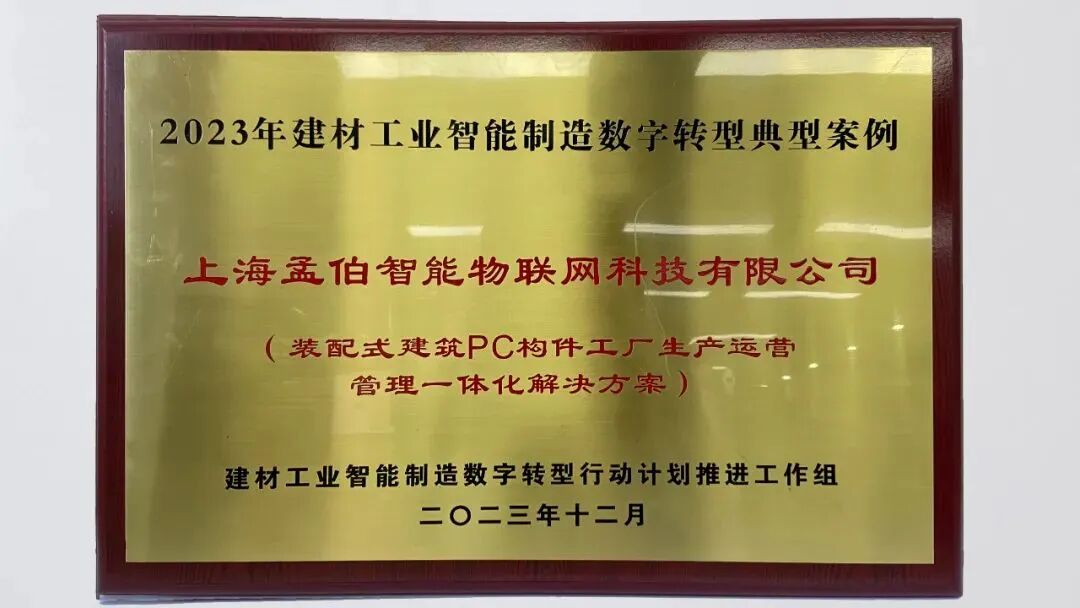 2023年建材工业智能制造数字转型典型案例
上海孟伯智能物联网科技有限公司
（装配式建筑PC构件工厂生产运营
管理一体化解决方案）
建材工业智能制造数字转型行动计划推进工作组
二〇二三年十二月